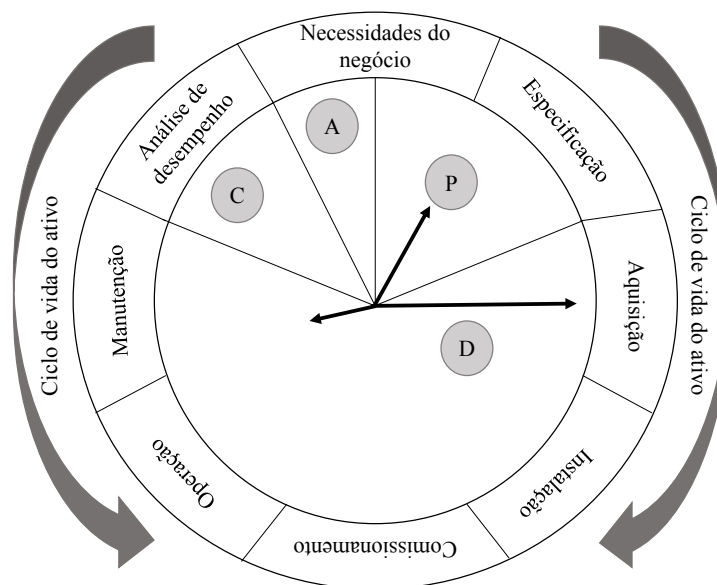 Necessidades do
negócio
Especificação
Aquisição
Instalação
Comissionamento
Operação
Manutenção
Análise de
desempenho
A
P
C
D
Ciclo de vida do ativo
Ciclo de vida do ativo